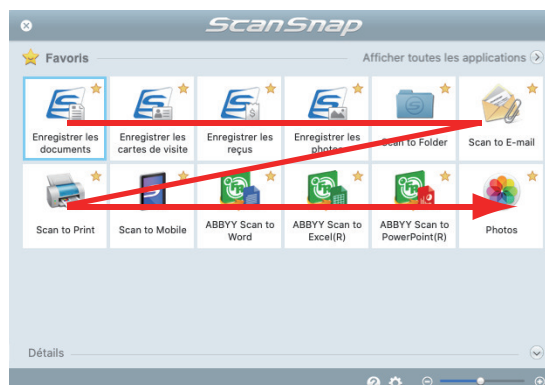 ScanSnap
Favoris
Afficher toutes les applications
Enregistrer les
documents
Enregistrer les
cartes de visite
Enregistrer les
reçus
Enregistrer les
photos
Scan to Folder
Scan to E-mail
Scan to Print
Scan to Mobile
ABBYY Scan to
Word
ABBYY Scan to
Excel(R)
ABBYY Scan to
PowerPoint(R)
Photos
Détails